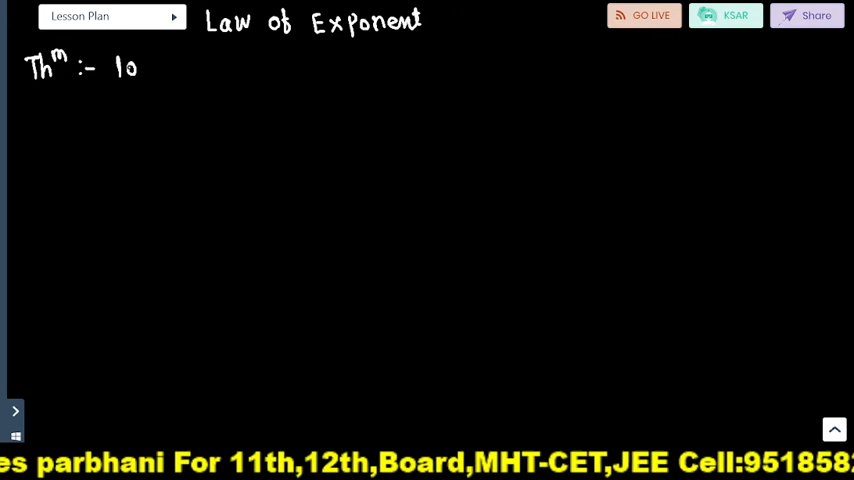 Lesson Plan
Law of Exponent
GO LIVE
KSAR
Share
Thᵐ :- lo
es parbhani For 11th,12th,Board,MHT-CET,JEE Cell:951858